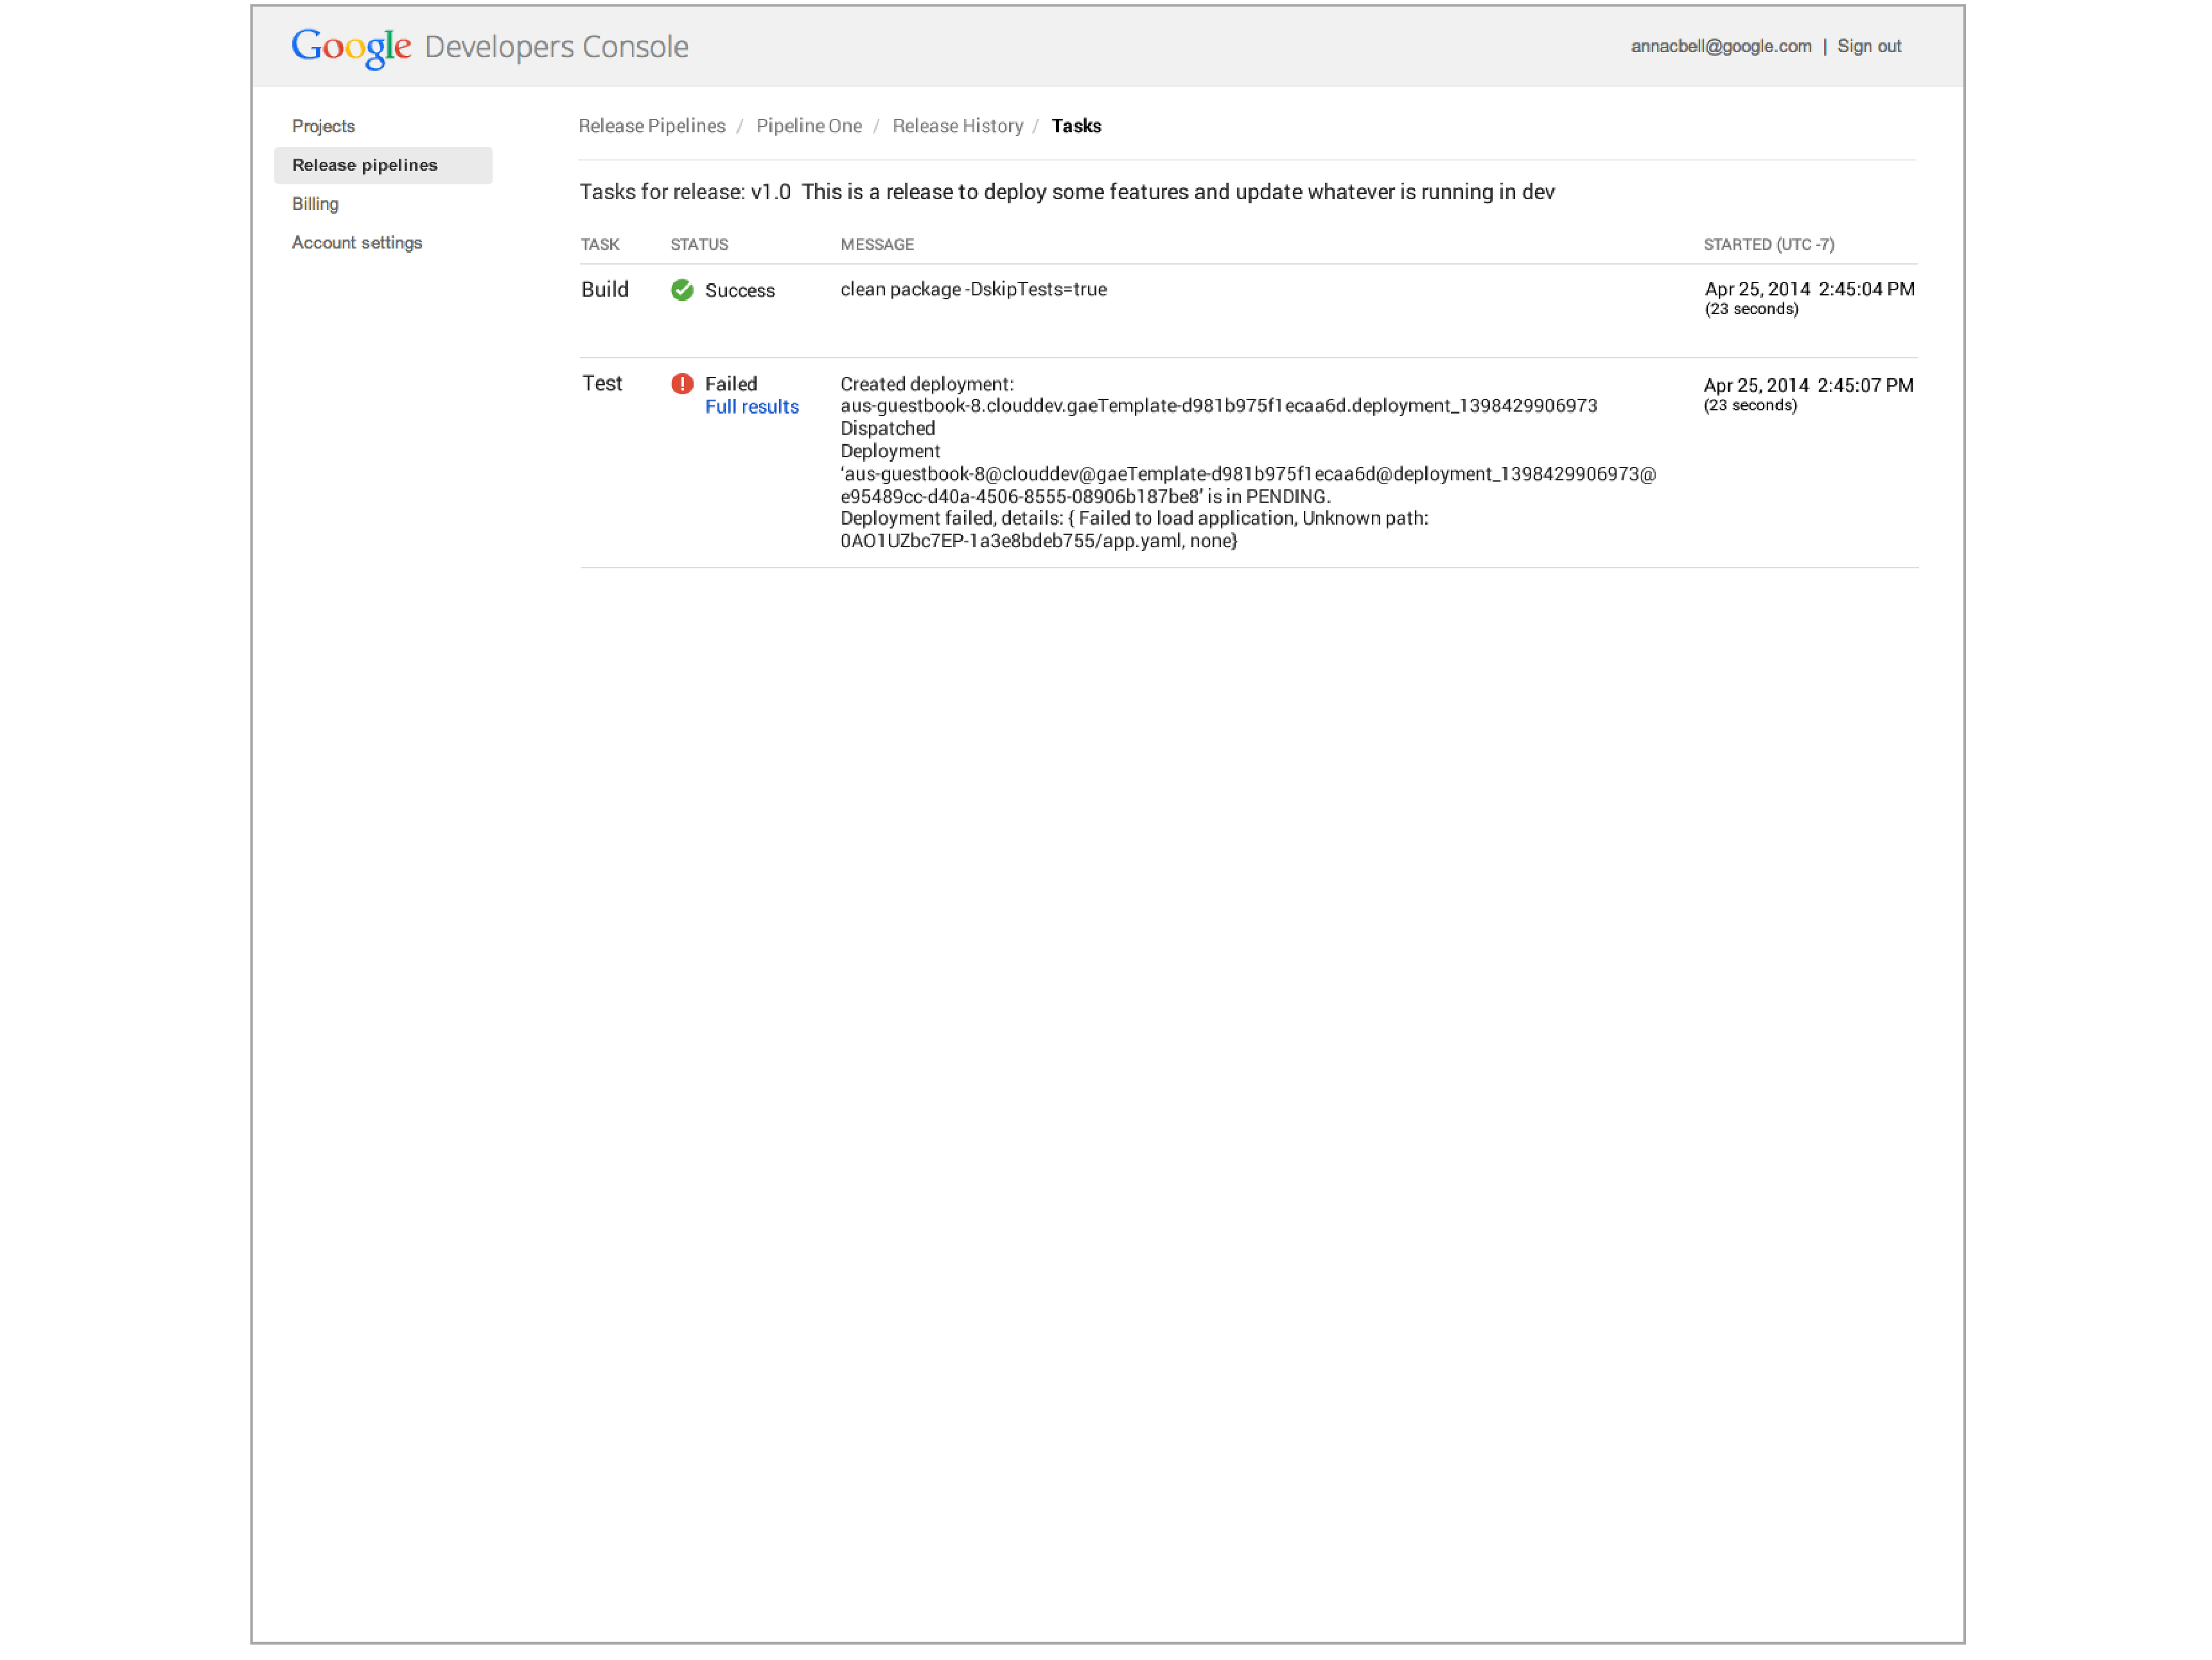 Google Developers Console
annacbell@google.com | Sign out
Projects
Release pipelines
Billing
Account settings
Release Pipelines / Pipeline One / Release History / Tasks
Tasks for release: v1.0 This is a release to deploy some features and update whatever is running in dev
TASK STATUS MESSAGE STARTED (UTC -7)
Build Success clean package -DskipTests=true Apr 25, 2014 2:45:04 PM
(23 seconds)
Test Failed Created deployment: Apr 25, 2014 2:45:07 PM
Full results aus-guestbook-8.clouddev.gaeTemplate-d981b975f1ecaa6d.deployment_1398429906973 (23 seconds)
Dispatched
Deployment
‘aus-guestbook-8@clouddev@gaeTemplate-d981b975f1ecaa6d@deployment_1398429906973@
e95489cc-d40a-4506-8555-08906b187be8’ is in PENDING.
Deployment failed, details: { Failed to load application, Unknown path:
0AO1UZbc7EP-1a3e8bdeb755/app.yaml, none}